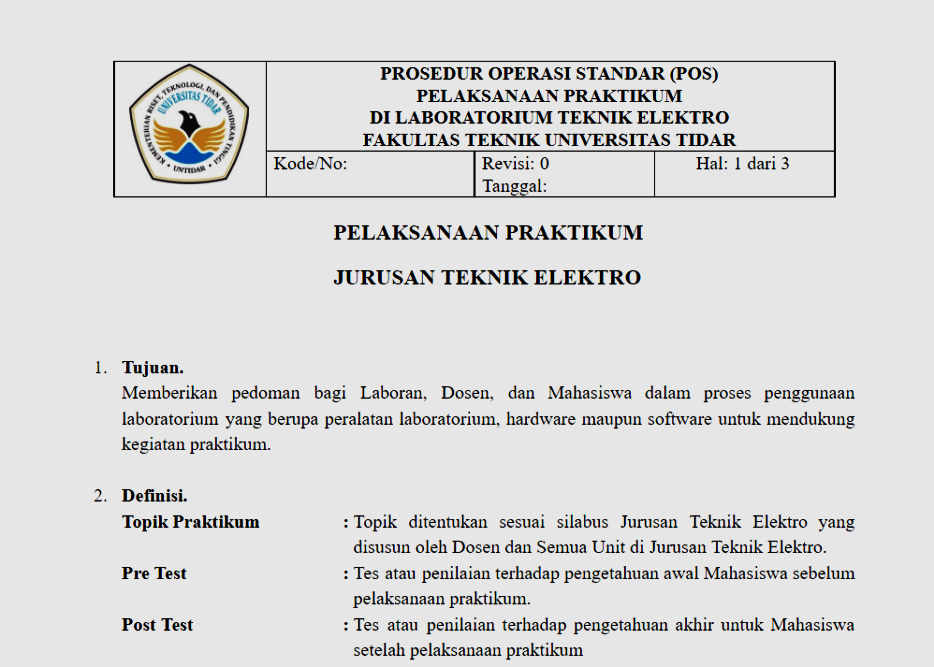 KEMENTERIAN RISET, TEKNOLOGI, DAN PENDIDIKAN TINGGI
UNIVERSITAS TIDAR
• UNTIDAR •
PROSEDUR OPERASI STANDAR (POS)
PELAKSANAAN PRAKTIKUM
DI LABORATORIUM TEKNIK ELEKTRO
FAKULTAS TEKNIK UNIVERSITAS TIDAR
Kode/No:
Revisi: 0
Tanggal:
Hal: 1 dari 3
PELAKSANAAN PRAKTIKUM
JURUSAN TEKNIK ELEKTRO
1. Tujuan.
Memberikan pedoman bagi Laboran, Dosen, dan Mahasiswa dalam proses penggunaan
laboratorium yang berupa peralatan laboratorium, hardware maupun software untuk mendukung
kegiatan praktikum.
2. Definisi.
Topik Praktikum : Topik ditentukan sesuai silabus Jurusan Teknik Elektro yang
disusun oleh Dosen dan Semua Unit di Jurusan Teknik Elektro.
Pre Test : Tes atau penilaian terhadap pengetahuan awal Mahasiswa sebelum
pelaksanaan praktikum.
Post Test : Tes atau penilaian terhadap pengetahuan akhir untuk Mahasiswa
setelah pelaksanaan praktikum